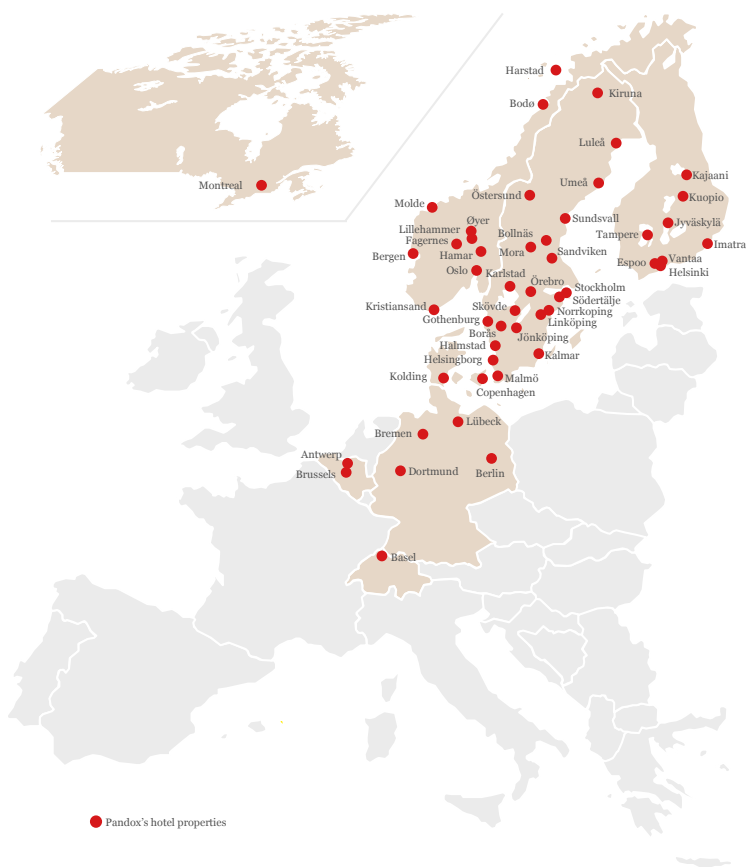 Harstad
Kiruna
Bodø
Luleå
Montreal
Kajaani
Umeå
Östersund
Kuopio
Molde
Øyer
Sundsvall
Jyväskylä
Lillehammer
Bollnäs
Tampere
Fagernes
Imatra
Mora
Sandviken
Bergen
Hamar
Vantaa
Espoo
Oslo
Karlstad
Helsinki
Örebro
Stockholm
Södertälje
Kristiansand
Skövde
Norrkoping
Gothenburg
Linköping
Borås
Jönköping
Halmstad
Kalmar
Helsingborg
Kolding
Malmö
Copenhagen
Lübeck
Bremen
Antwerp
Brussels
Dortmund
Berlin
Basel
Pandox's hotel properties